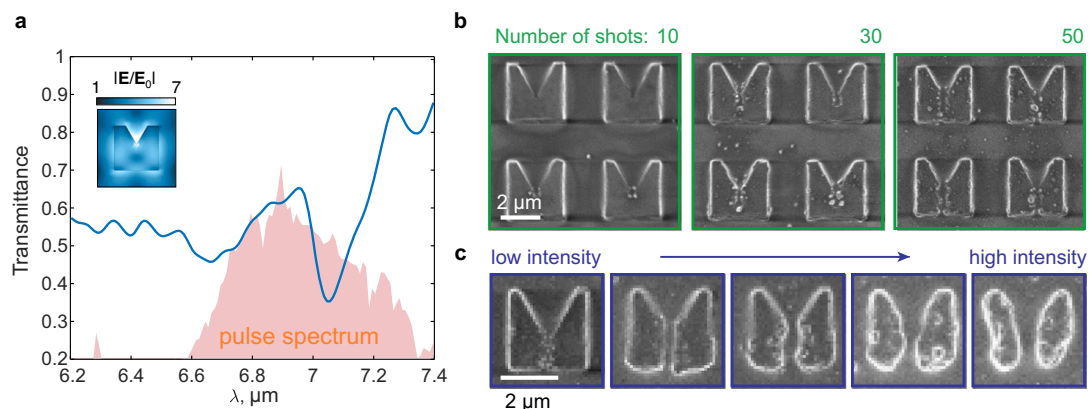 a
|E/E₀|
1 7
Transmittance
1
0.9
0.8
0.7
0.6
0.5
0.4
0.3
0.2
pulse spectrum
6.2 6.4 6.6 6.8 7 7.2 7.4
λ, μm
b
Number of shots: 10 30 50
2 μm
c
low intensity high intensity
2 μm